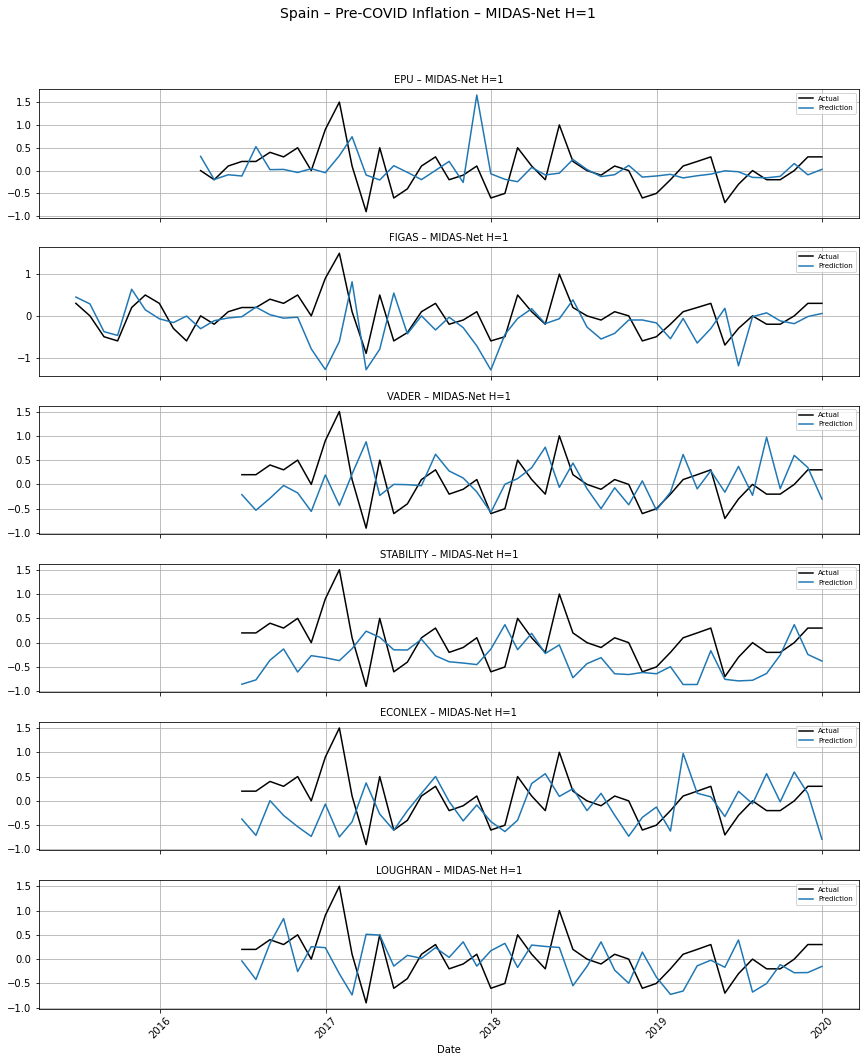 Spain – Pre-COVID Inflation – MIDAS-Net H=1
EPU – MIDAS-Net H=1
Actual
Prediction
1.5
1.0
0.5
0.0
−0.5
−1.0
FIGAS – MIDAS-Net H=1
Actual
Prediction
1
0
−1
VADER – MIDAS-Net H=1
Actual
Prediction
1.5
1.0
0.5
0.0
−0.5
−1.0
STABILITY – MIDAS-Net H=1
Actual
Prediction
1.5
1.0
0.5
0.0
−0.5
−1.0
ECONLEX – MIDAS-Net H=1
Actual
Prediction
1.5
1.0
0.5
0.0
−0.5
−1.0
LOUGHRAN – MIDAS-Net H=1
Actual
Prediction
1.5
1.0
0.5
0.0
−0.5
−1.0
2016
2017
2018
2019
2020
Date